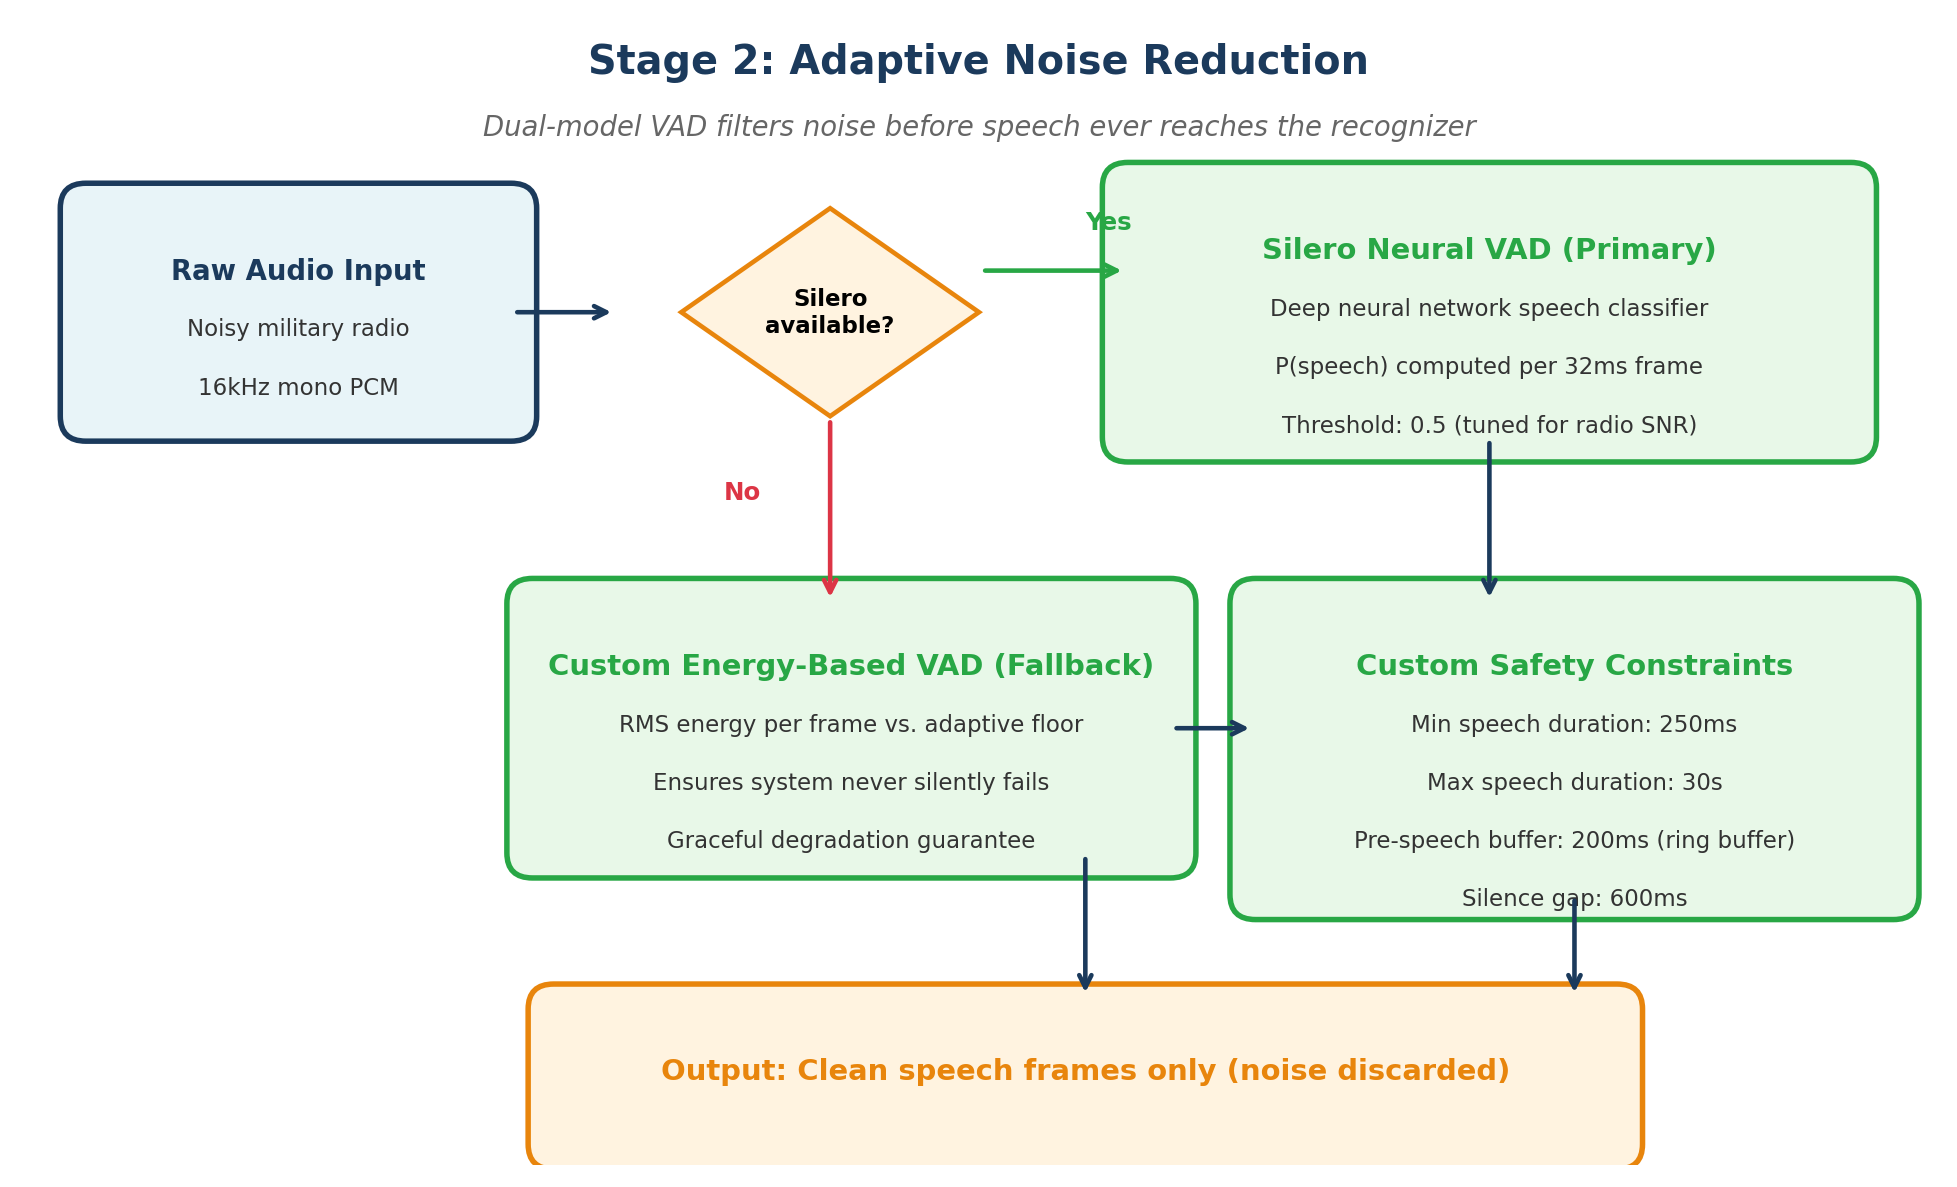 Stage 2: Adaptive Noise Reduction
Dual-model VAD filters noise before speech ever reaches the recognizer
Raw Audio Input
Noisy military radio
16kHz mono PCM
Silero
available?
Yes
Silero Neural VAD (Primary)
Deep neural network speech classifier
P(speech) computed per 32ms frame
Threshold: 0.5 (tuned for radio SNR)
No
Custom Energy-Based VAD (Fallback)
RMS energy per frame vs. adaptive floor
Ensures system never silently fails
Graceful degradation guarantee
Custom Safety Constraints
Min speech duration: 250ms
Max speech duration: 30s
Pre-speech buffer: 200ms (ring buffer)
Silence gap: 600ms
Output: Clean speech frames only (noise discarded)